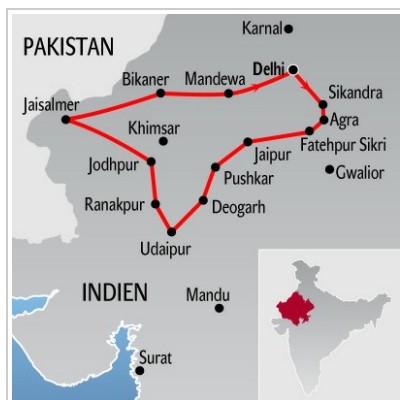 Karnal
PAKISTAN
Delhi
Bikaner
Mandewa
Sikandra
Jaisalmer
Agra
Khimsar
Fatehpur Sikri
Jaipur
Jodhpur
Gwalior
Pushkar
Ranakpur
Deogarh
Udaipur
INDIEN
Mandu
Surat